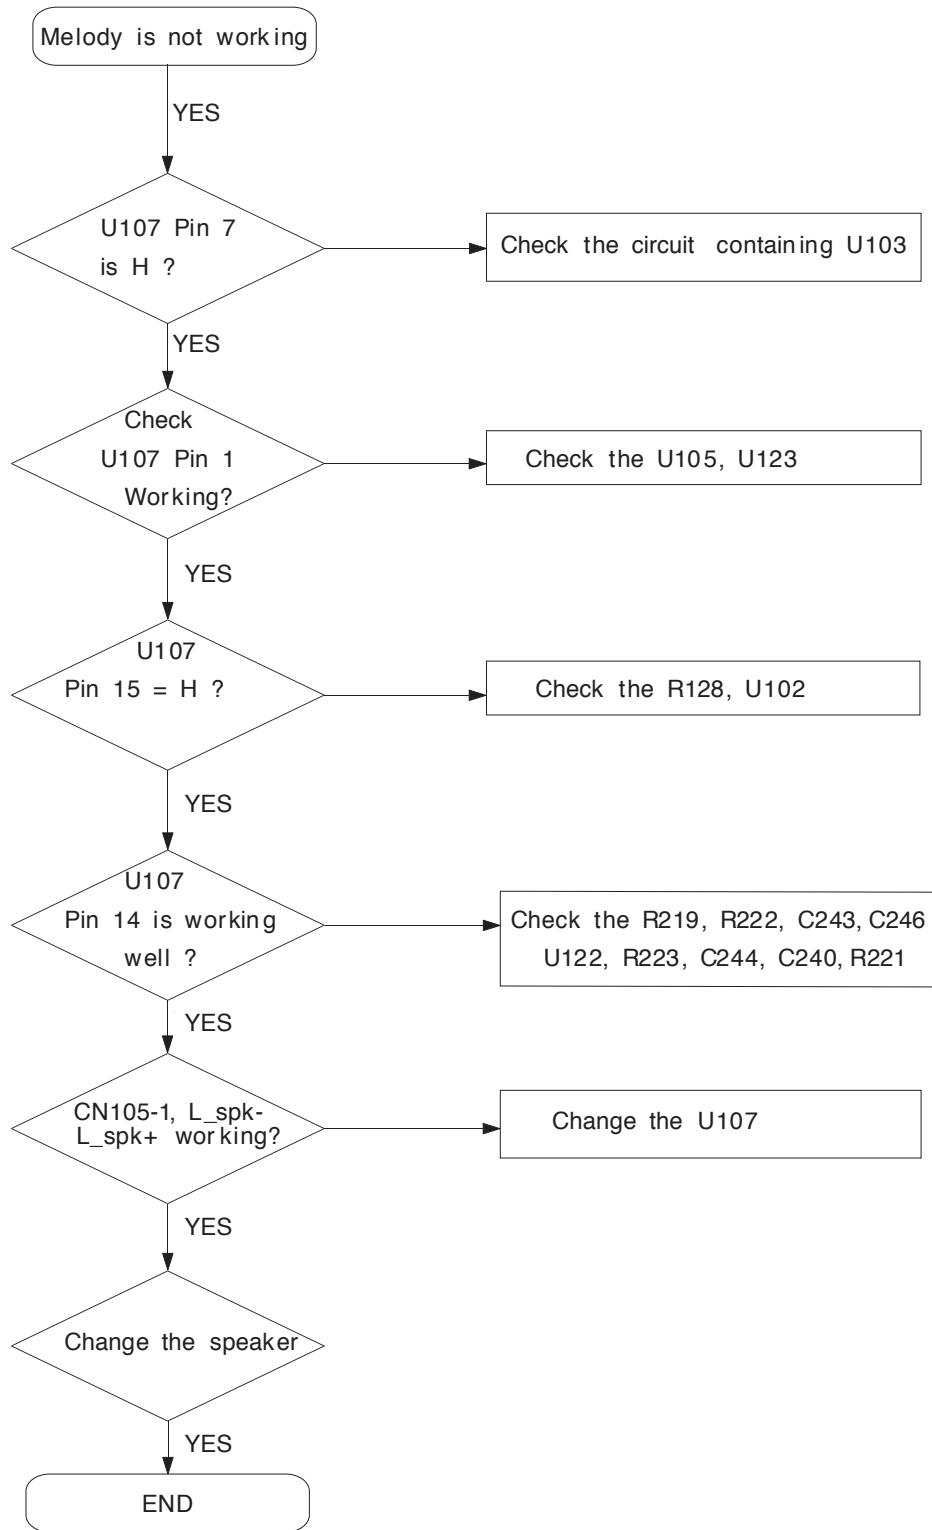 Melody is not working
YES
U107 Pin 7
is H ?
Check the circuit containing U103
YES
Check
U107 Pin 1
Working?
Check the U105, U123
YES
U107
Pin 15 = H ?
Check the R128, U102
YES
U107
Pin 14 is working
well ?
Check the R219, R222, C243, C246
U122, R223, C244, C240, R221
YES
CN105-1, L_spk-
L_spk+ working?
Change the U107
YES
Change the speaker
YES
END